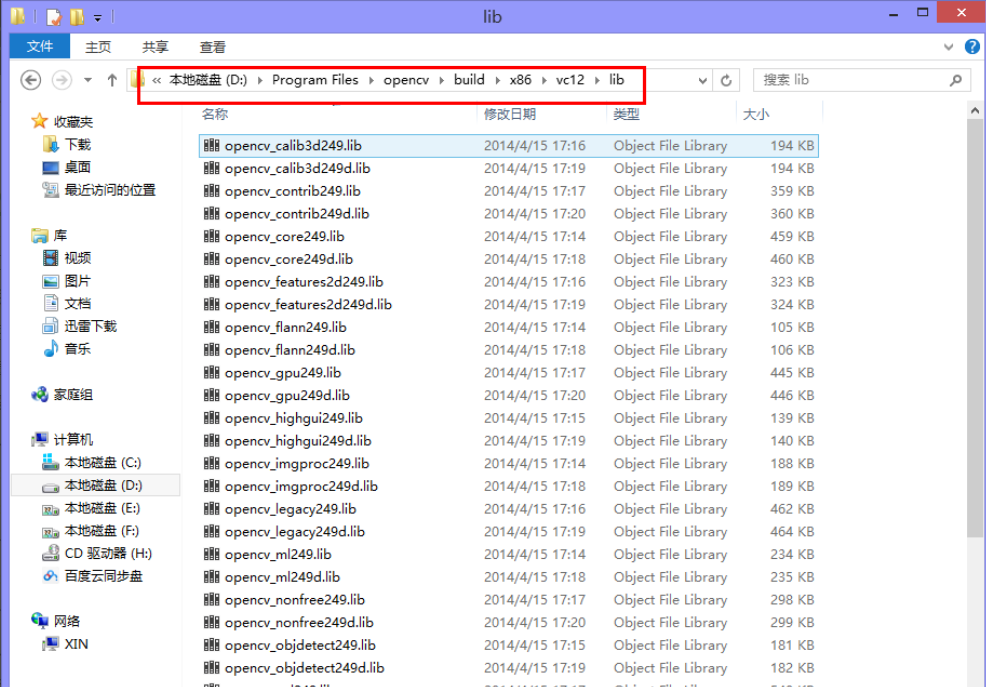 lib
文件 主页 共享 查看
« 本地磁盘 (D:) Program Files opencv build x86 vc12 lib 搜索 lib
名称 修改日期 类型 大小
收藏夹
下载
桌面
最近访问的位置
库
视频
图片
文档
迅雷下载
音乐
家庭组
计算机
本地磁盘 (C:)
本地磁盘 (D:)
本地磁盘 (E:)
本地磁盘 (F:)
CD 驱动器 (H:)
百度云同步盘
网络
XIN
opencv_calib3d249.lib 2014/4/15 17:16 Object File Library 194 KB
opencv_calib3d249d.lib 2014/4/15 17:19 Object File Library 194 KB
opencv_contrib249.lib 2014/4/15 17:17 Object File Library 359 KB
opencv_contrib249d.lib 2014/4/15 17:20 Object File Library 360 KB
opencv_core249.lib 2014/4/15 17:14 Object File Library 459 KB
opencv_core249d.lib 2014/4/15 17:18 Object File Library 460 KB
opencv_features2d249.lib 2014/4/15 17:16 Object File Library 323 KB
opencv_features2d249d.lib 2014/4/15 17:19 Object File Library 324 KB
opencv_flann249.lib 2014/4/15 17:14 Object File Library 105 KB
opencv_flann249d.lib 2014/4/15 17:18 Object File Library 106 KB
opencv_gpu249.lib 2014/4/15 17:17 Object File Library 445 KB
opencv_gpu249d.lib 2014/4/15 17:20 Object File Library 446 KB
opencv_highgui249.lib 2014/4/15 17:15 Object File Library 139 KB
opencv_highgui249d.lib 2014/4/15 17:19 Object File Library 140 KB
opencv_imgproc249.lib 2014/4/15 17:14 Object File Library 188 KB
opencv_imgproc249d.lib 2014/4/15 17:18 Object File Library 189 KB
opencv_legacy249.lib 2014/4/15 17:16 Object File Library 462 KB
opencv_legacy249d.lib 2014/4/15 17:19 Object File Library 464 KB
opencv_ml249.lib 2014/4/15 17:14 Object File Library 234 KB
opencv_ml249d.lib 2014/4/15 17:18 Object File Library 235 KB
opencv_nonfree249.lib 2014/4/15 17:17 Object File Library 298 KB
opencv_nonfree249d.lib 2014/4/15 17:20 Object File Library 299 KB
opencv_objdetect249.lib 2014/4/15 17:15 Object File Library 181 KB
opencv_objdetect249d.lib 2014/4/15 17:19 Object File Library 182 KB